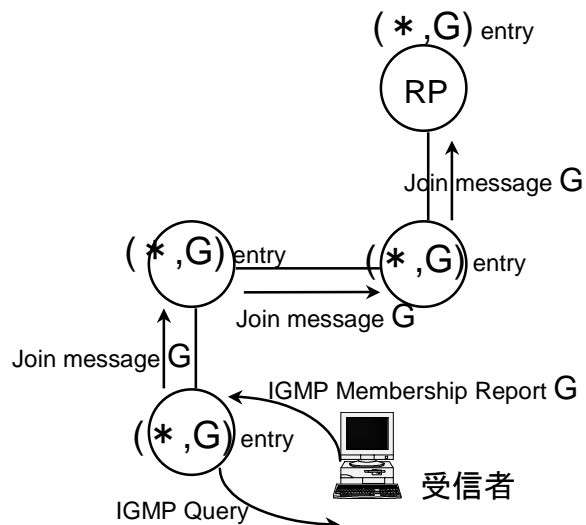 (*,G) entry
RP
Join message G
(*,G) entry
(*,G) entry
Join message G
Join message G
IGMP Membership Report G
(*,G) entry
受信者
IGMP Query